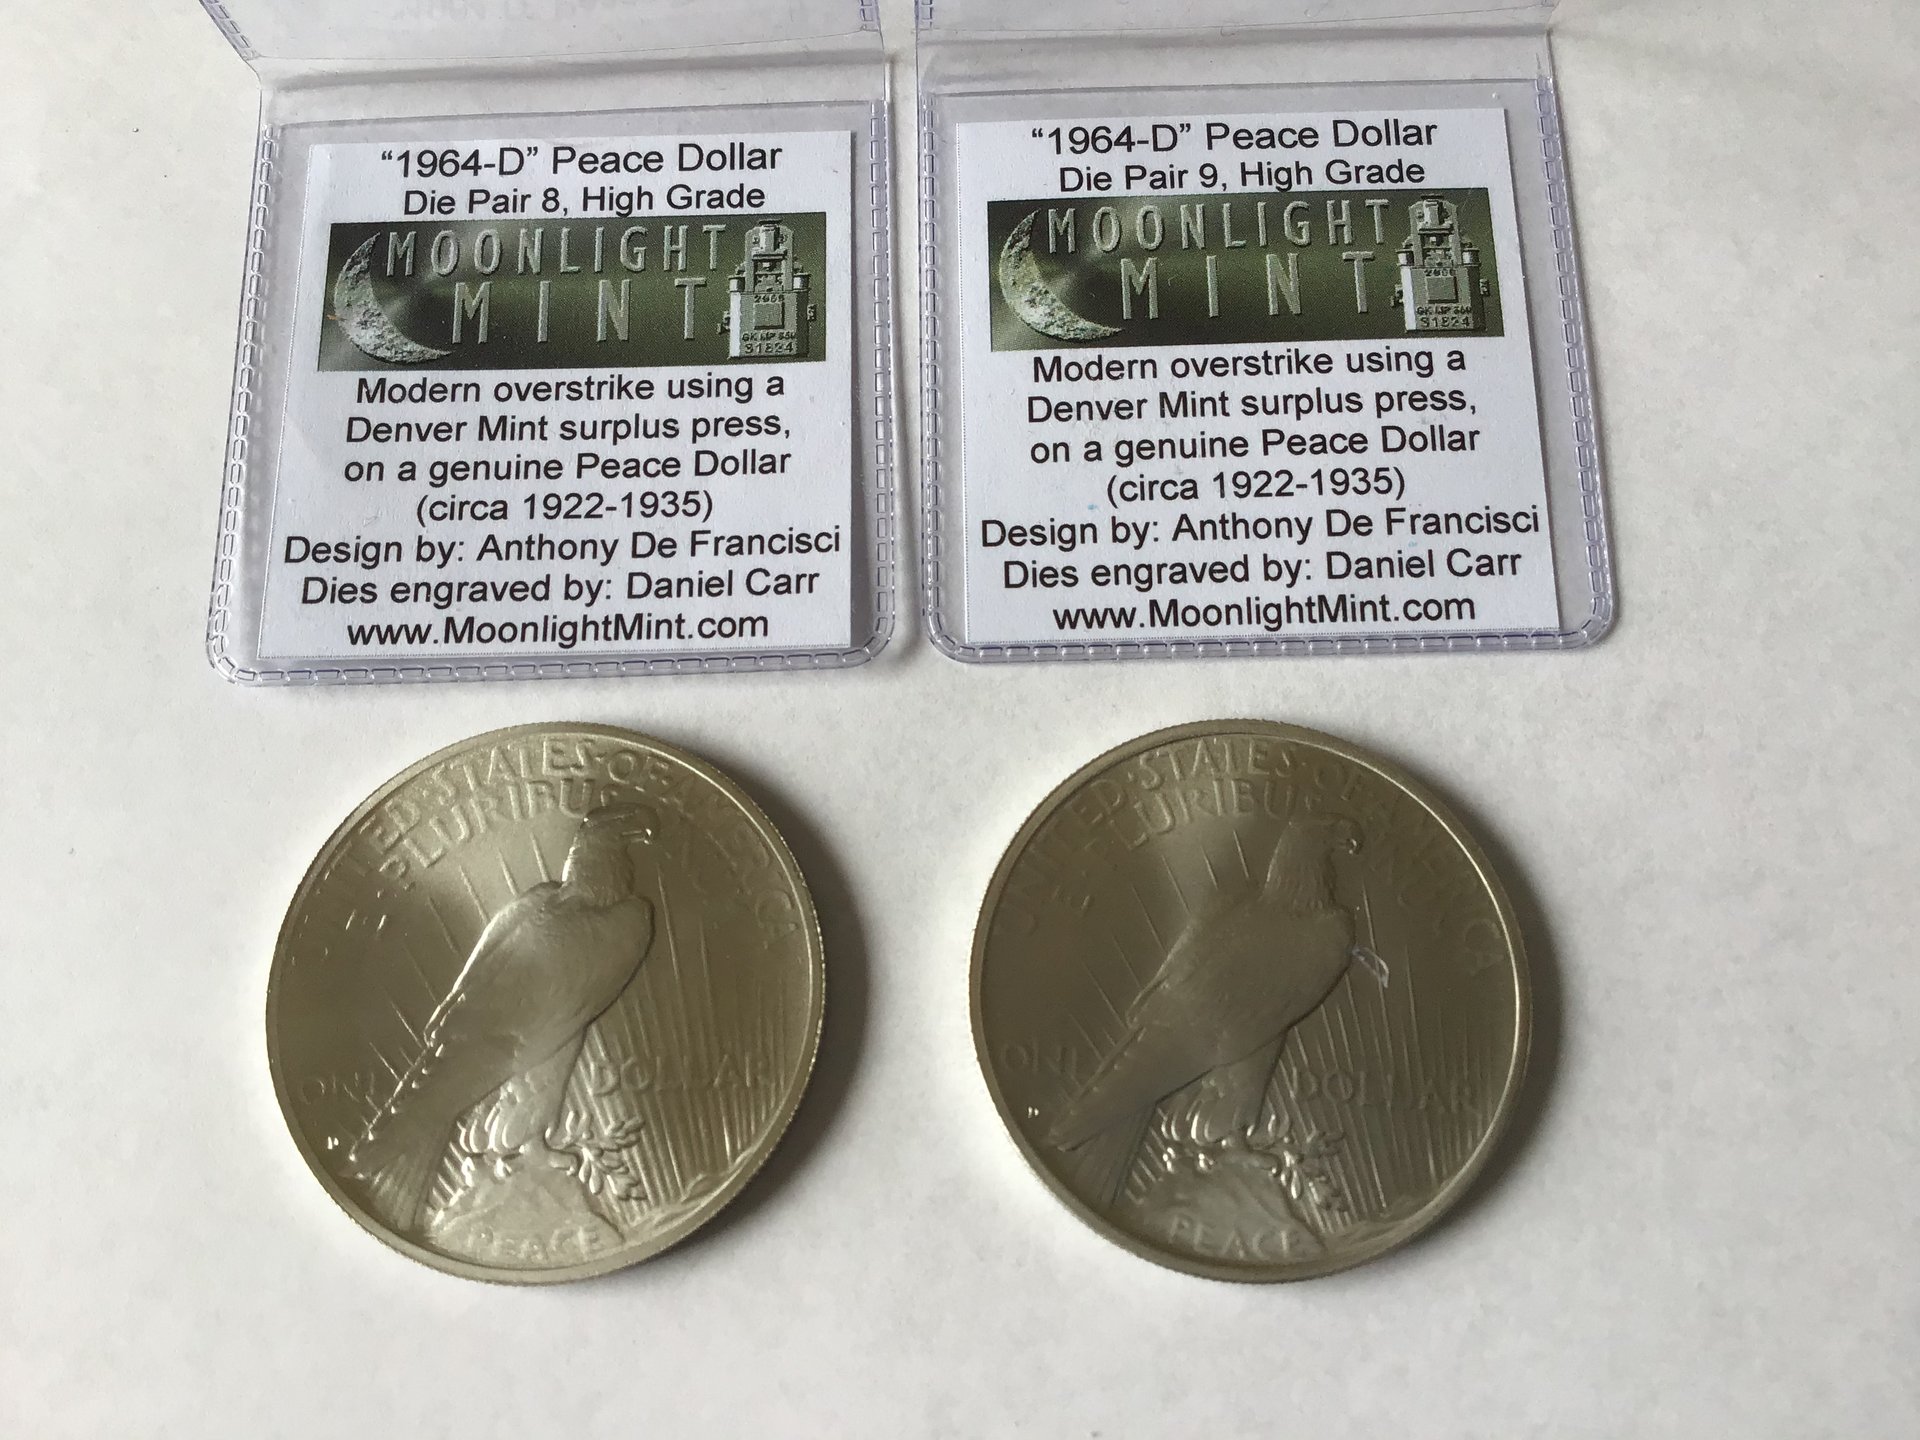 “1964-D” Peace Dollar
Die Pair 8, High Grade
MOONLIGHT
MINT
Modern overstrike using a
Denver Mint surplus press,
on a genuine Peace Dollar
(circa 1922-1935)
Design by: Anthony De Francisci
Dies engraved by: Daniel Carr
www.MoonlightMint.com
“1964-D” Peace Dollar
Die Pair 9, High Grade
MOONLIGHT
MINT
Modern overstrike using a
Denver Mint surplus press,
on a genuine Peace Dollar
(circa 1922-1935)
Design by: Anthony De Francisci
Dies engraved by: Daniel Carr
www.MoonlightMint.com
UNITED·STATES·OF·AMERICA
PLURIBUS
ONE DOLLAR
PEACE
UNITED·STATES·OF·AMERICA
E·PLURIBUS UNUM
ONE DOLLAR
PEACE